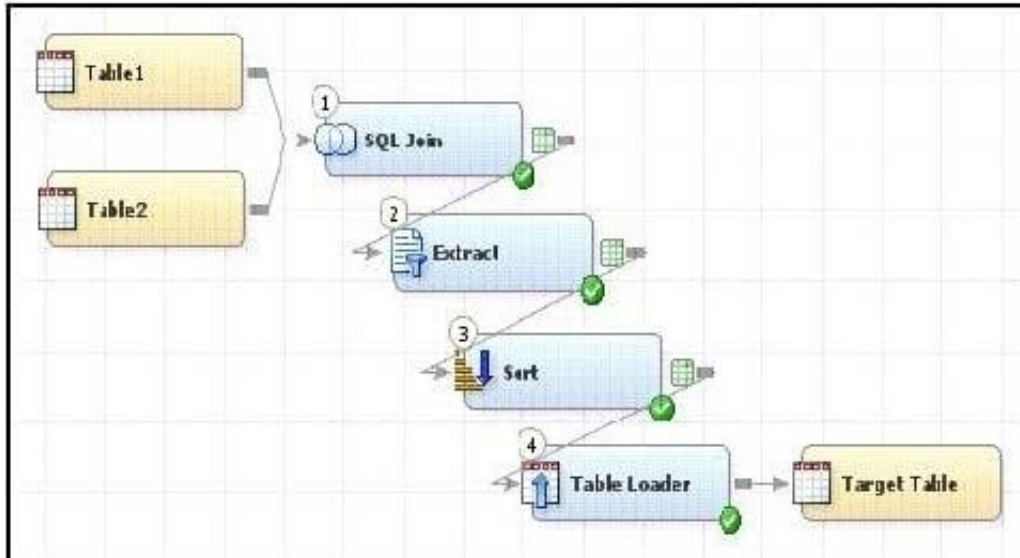 Table1
1
SQL Join
Table2
2
Extract
3
Sort
4
Table Loader
Target Table